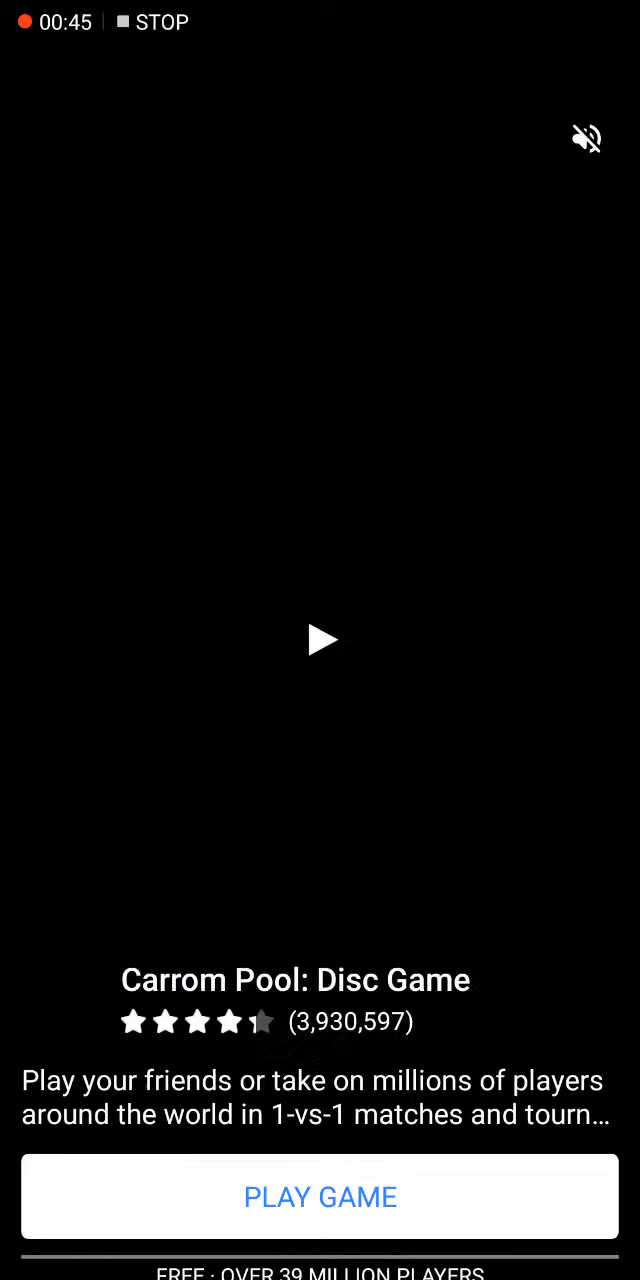 00:45 STOP
Carrom Pool: Disc Game
(3,930,597)
Play your friends or take on millions of players
around the world in 1-vs-1 matches and tourn...
PLAY GAME
FREE · OVER 39 MILLION PLAYERS